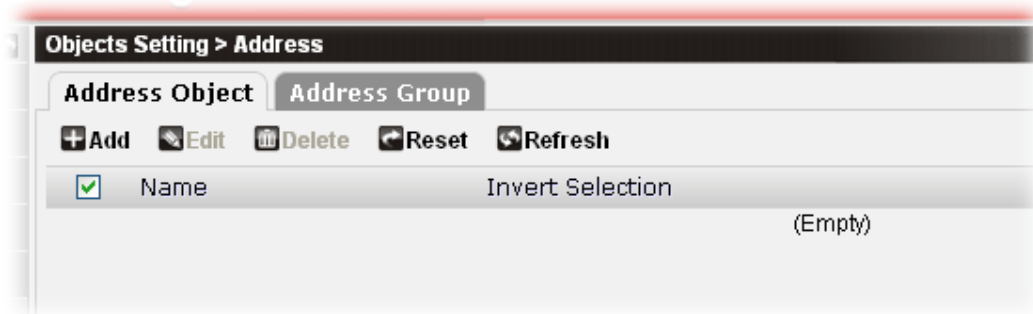 Objects Setting > Address
Address Object Address Group
Add Edit Delete Reset Refresh
Name Invert Selection
(Empty)